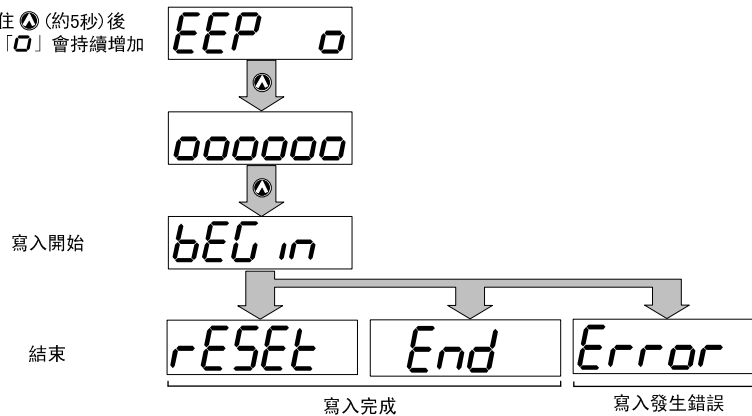 住 (約5秒)後
「o」會持續增加
EEP o
oooooo
寫入開始
bEGin
結束
rESEt End Error
寫入完成 寫入發生錯誤